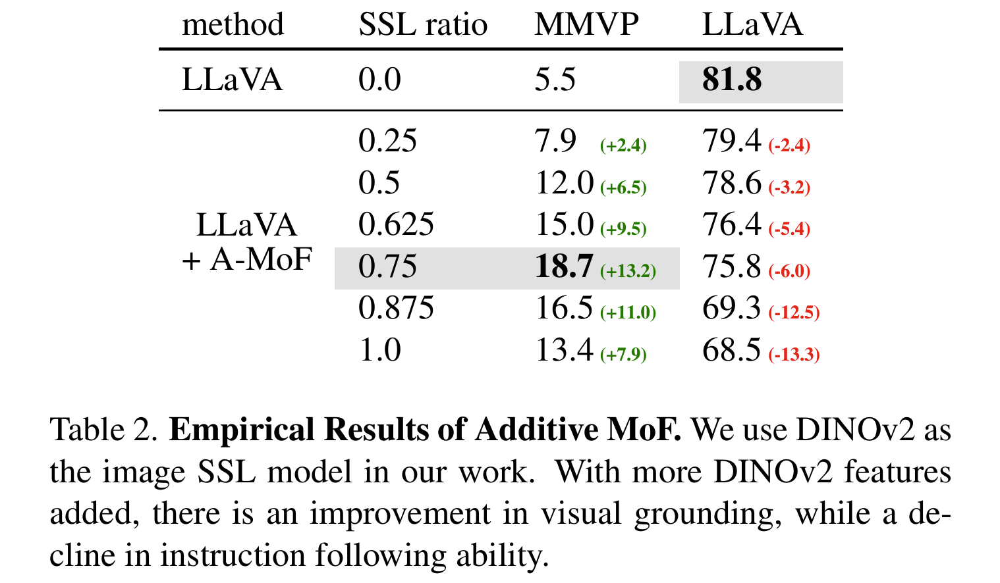 method SSL ratio MMVP LLaVA
LLaVA 0.0 5.5 81.8
0.25 7.9 (+2.4) 79.4 (-2.4)
0.5 12.0 (+6.5) 78.6 (-3.2)
LLaVA 0.625 15.0 (+9.5) 76.4 (-5.4)
+ A-MoF 0.75 18.7 (+13.2) 75.8 (-6.0)
0.875 16.5 (+11.0) 69.3 (-12.5)
1.0 13.4 (+7.9) 68.5 (-13.3)
Table 2. Empirical Results of Additive MoF. We use DINOv2 as
the image SSL model in our work. With more DINOv2 features
added, there is an improvement in visual grounding, while a de-
cline in instruction following ability.